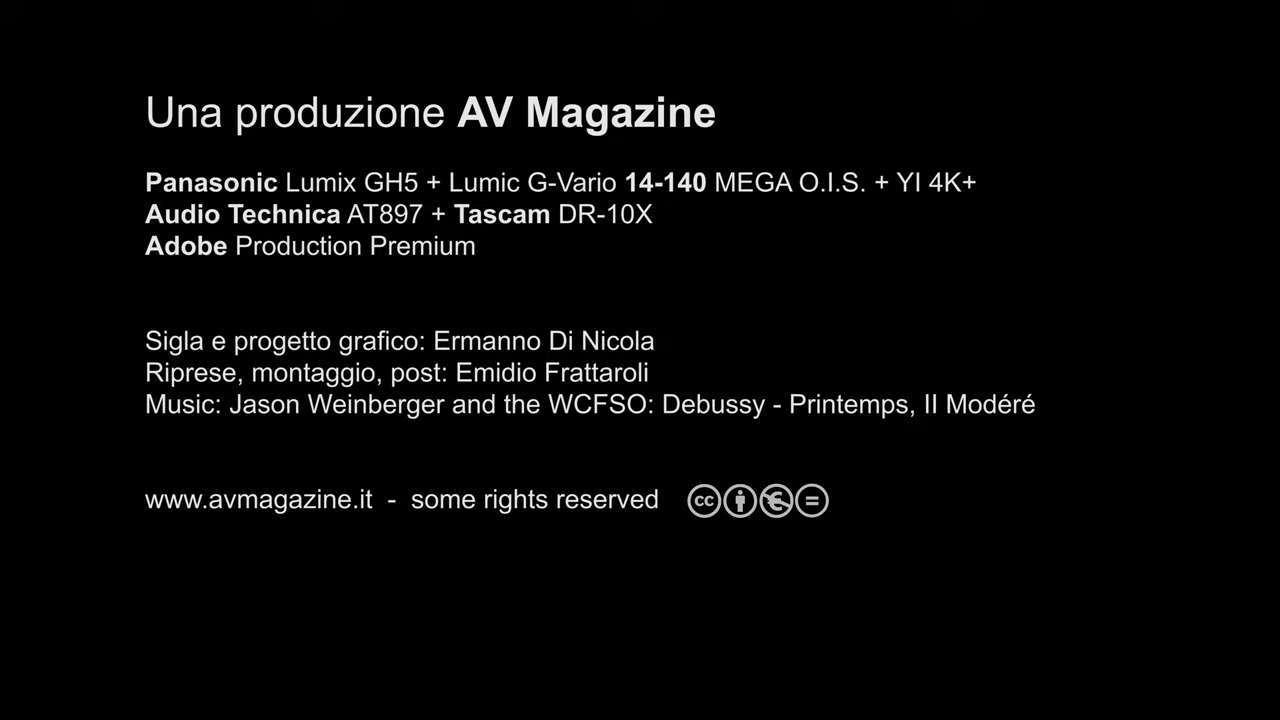 Una produzione AV Magazine
Panasonic Lumix GH5 + Lumic G-Vario 14-140 MEGA O.I.S. + YI 4K+
Audio Technica AT897 + Tascam DR-10X
Adobe Production Premium
Sigla e progetto grafico: Ermanno Di Nicola
Riprese, montaggio, post: Emidio Frattaroli
Music: Jason Weinberger and the WCFSO: Debussy - Printemps, II Modéré
www.avmagazine.it - some rights reserved cc